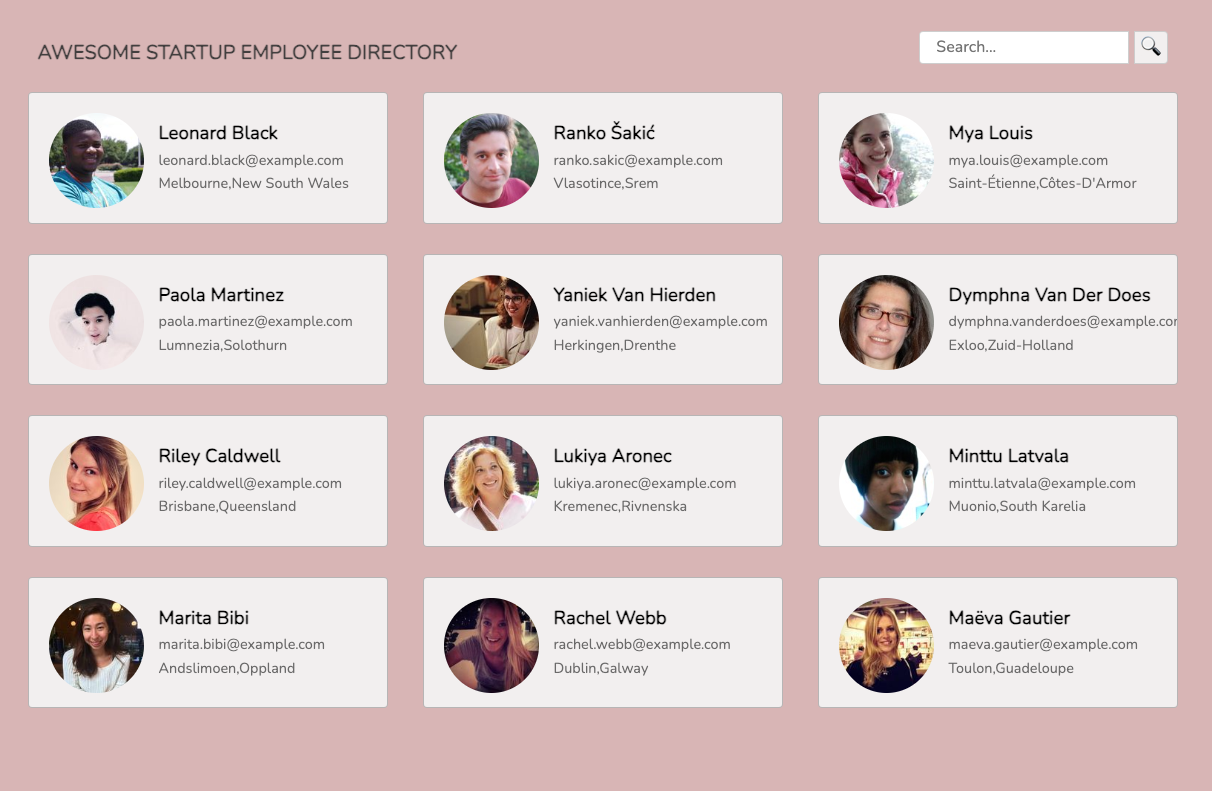 AWESOME STARTUP EMPLOYEE DIRECTORY
Search...
Leonard Black
leonard.black@example.com
Melbourne,New South Wales
Ranko Šakić
ranko.sakic@example.com
Vlasotince,Srem
Mya Louis
mya.louis@example.com
Saint-Étienne,Côtes-D'Armor
Paola Martinez
paola.martinez@example.com
Lumnezia,Solothurn
Yaniek Van Hierden
yaniek.vanhierden@example.com
Herkingen,Drenthe
Dymphna Van Der Does
dymphna.vanderdoes@example.cor
Exloo,Zuid-Holland
Riley Caldwell
riley.caldwell@example.com
Brisbane,Queensland
Lukiya Aronec
lukiya.aronec@example.com
Kremenec,Rivnenska
Minttu Latvala
minttu.latvala@example.com
Muonio,South Karelia
Marita Bibi
marita.bibi@example.com
Andslimoen,Oppland
Rachel Webb
rachel.webb@example.com
Dublin,Galway
Maëva Gautier
maeva.gautier@example.com
Toulon,Guadeloupe